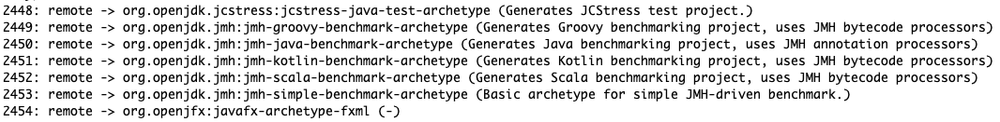 2448: remote -> org.openjdk.jcstress:jcstress-java-test-archetype (Generates JCStress test project.)
2449: remote -> org.openjdk.jmh:jmh-groovy-benchmark-archetype (Generates Groovy benchmarking project, uses JMH bytecode processors)
2450: remote -> org.openjdk.jmh:jmh-java-benchmark-archetype (Generates Java benchmarking project, uses JMH annotation processors)
2451: remote -> org.openjdk.jmh:jmh-kotlin-benchmark-archetype (Generates Kotlin benchmarking project, uses JMH bytecode processors)
2452: remote -> org.openjdk.jmh:jmh-scala-benchmark-archetype (Generates Scala benchmarking project, uses JMH bytecode processors)
2453: remote -> org.openjdk.jmh:jmh-simple-benchmark-archetype (Basic archetype for simple JMH-driven benchmark.)
2454: remote -> org.openjfx:javafx-archetype-fxml (-)